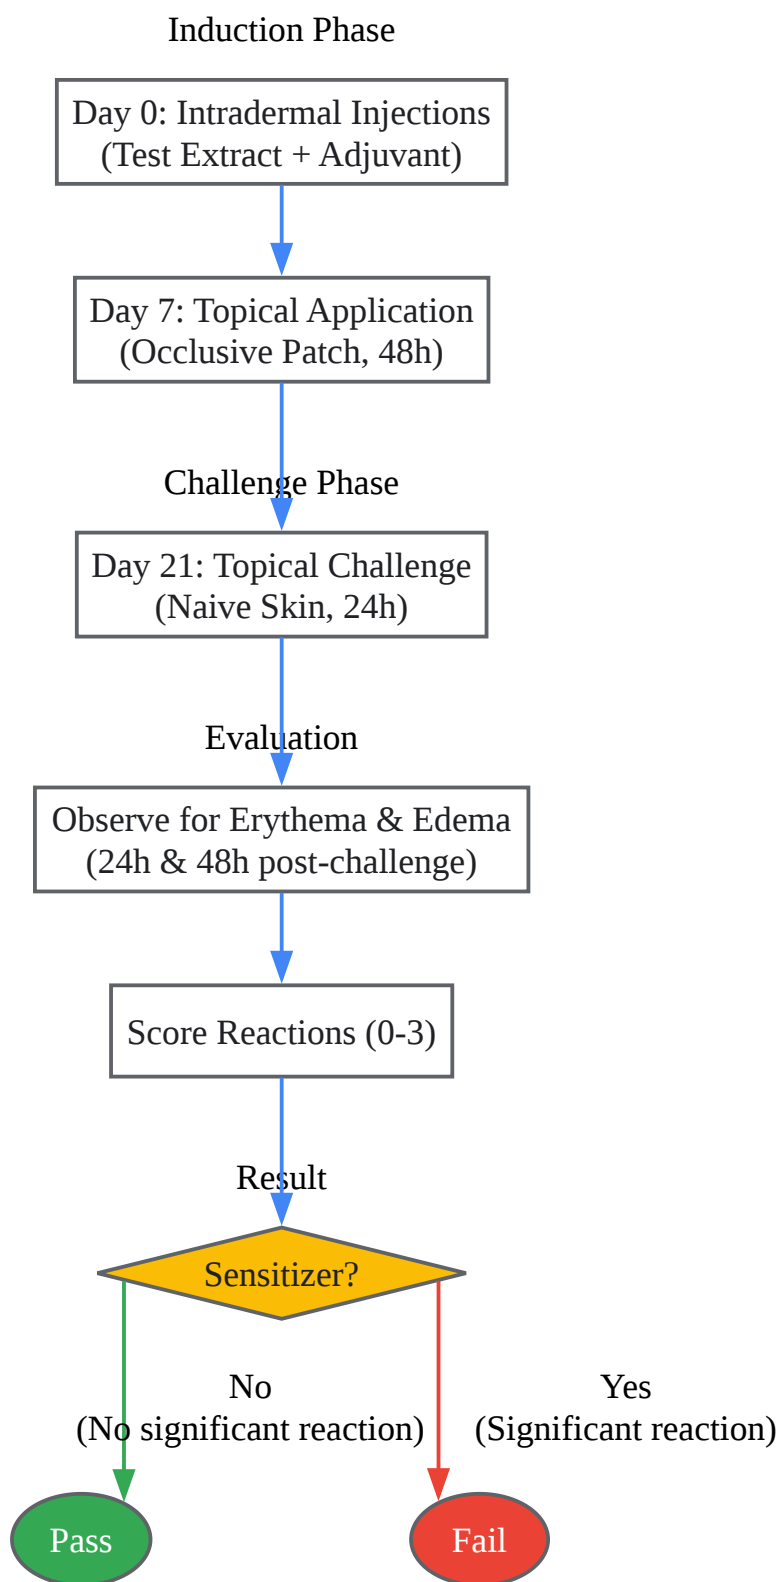 Induction Phase
Day 0: Intradermal Injections
(Test Extract + Adjuvant)
Day 7: Topical Application
(Occlusive Patch, 48h)
Challenge Phase
Day 21: Topical Challenge
(Naive Skin, 24h)
Evaluation
Observe for Erythema & Edema
(24h & 48h post-challenge)
Score Reactions (0-3)
Result
Sensitizer?
No
(No significant reaction)
Yes
(Significant reaction)
Pass
Fail